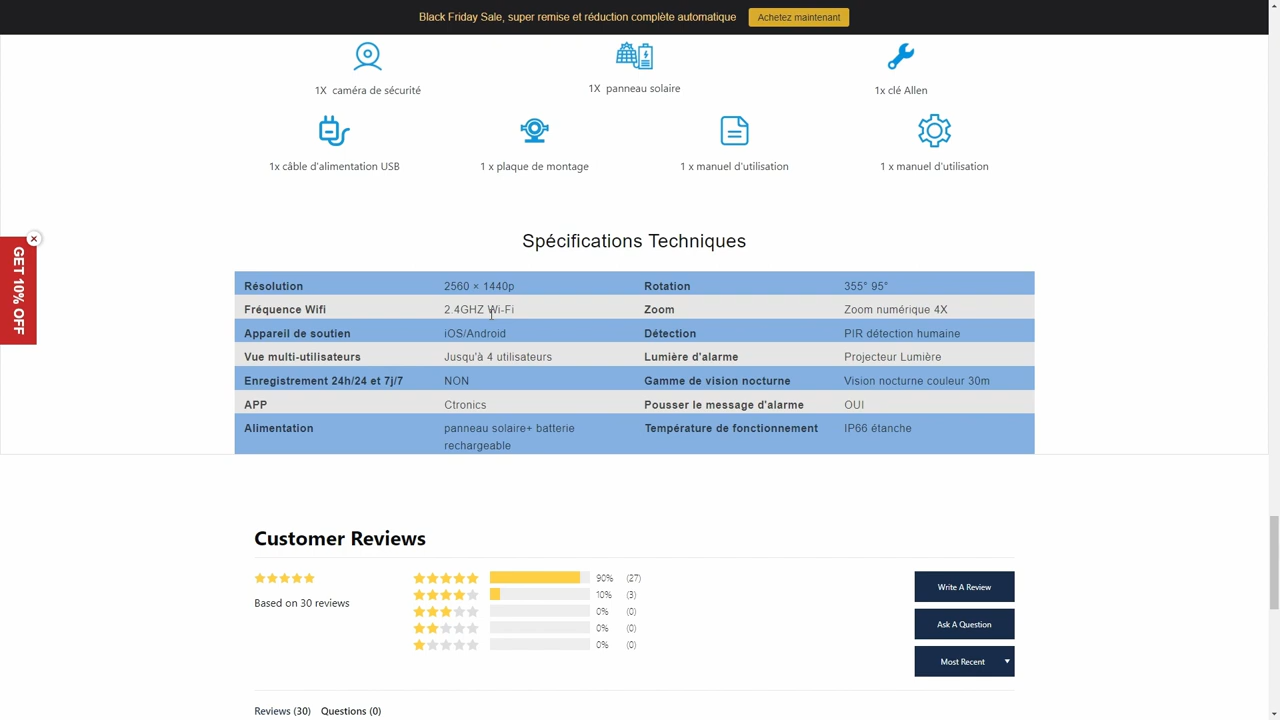 Black Friday Sale, super remise et réduction complète automatique
Achetez maintenant
1X caméra de sécurité
1X panneau solaire
1x clé Allen
1x câble d'alimentation USB
1 x plaque de montage
1 x manuel d'utilisation
1 x manuel d'utilisation
GET 10% OFF
Spécifications Techniques
Résolution 2560 × 1440p Rotation 355° 95°
Fréquence Wifi 2.4GHZ Wi-Fi Zoom Zoom numérique 4X
Appareil de soutien iOS/Android Détection PIR détection humaine
Vue multi-utilisateurs Jusqu'à 4 utilisateurs Lumière d'alarme Projecteur Lumière
Enregistrement 24h/24 et 7j/7 NON Gamme de vision nocturne Vision nocturne couleur 30m
APP Ctronics Pousser le message d'alarme OUI
Alimentation panneau solaire+ batterie Température de fonctionnement IP66 étanche
rechargeable
Customer Reviews
Based on 30 reviews
90% (27)
10% (3)
0% (0)
0% (0)
0% (0)
Write A Review
Ask A Question
Most Recent
Reviews (30) Questions (0)